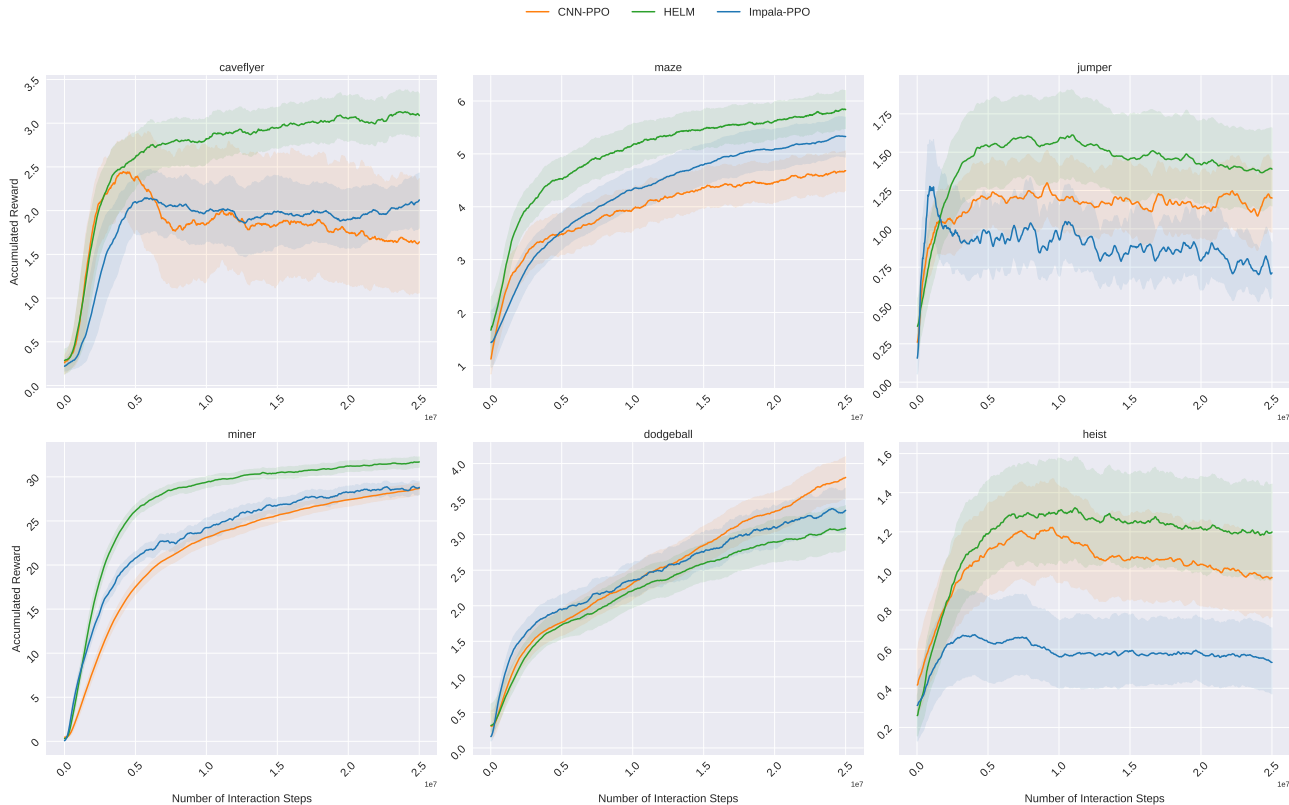 CNN-PPO HELM Impala-PPO
caveflyer
maze
jumper
Accumulated Reward
3.5
3.0
2.5
2.0
1.5
1.0
0.5
0.0
0.0 0.5 1.0 1.5 2.0 2.5
1e7
6
5
4
3
2
1
0.0 0.5 1.0 1.5 2.0 2.5
1e7
1.75
1.50
1.25
1.00
0.75
0.50
0.25
0.00
0.0 0.5 1.0 1.5 2.0 2.5
1e7
miner
dodgeball
heist
Accumulated Reward
30
25
20
15
10
5
0
0.0 0.5 1.0 1.5 2.0 2.5
1e7
Number of Interaction Steps
4.0
3.5
3.0
2.5
2.0
1.5
1.0
0.5
0.0
0.0 0.5 1.0 1.5 2.0 2.5
1e7
Number of Interaction Steps
1.6
1.4
1.2
1.0
0.8
0.6
0.4
0.2
0.0 0.5 1.0 1.5 2.0 2.5
1e7
Number of Interaction Steps